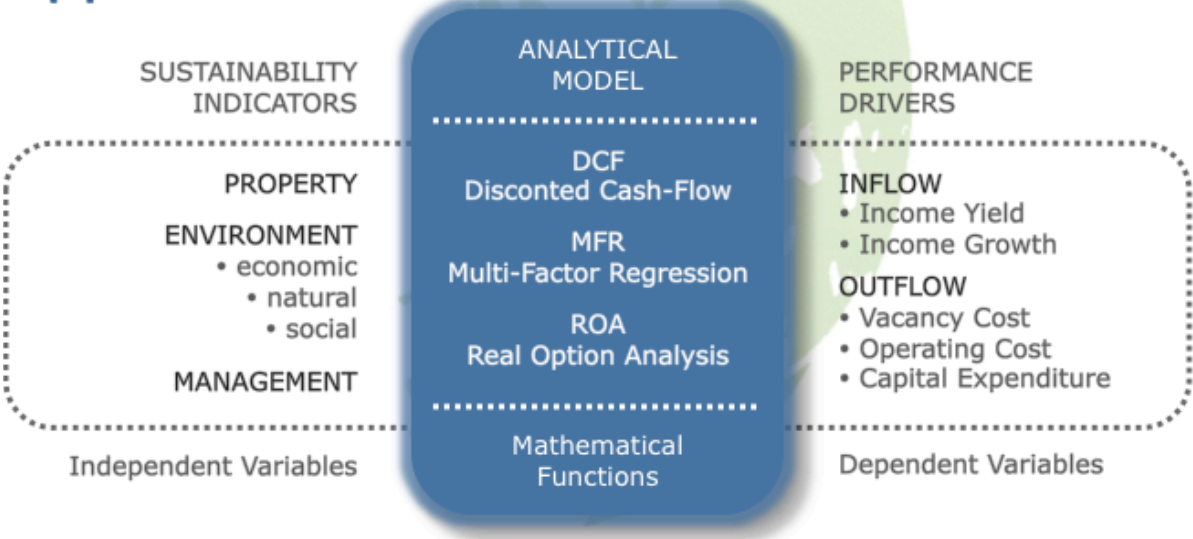 SUSTAINABILITY
INDICATORS
PROPERTY
ENVIRONMENT
• economic
• natural
• social
MANAGEMENT
Independent Variables
ANALYTICAL
MODEL
DCF
Disconted Cash-Flow
MFR
Multi-Factor Regression
ROA
Real Option Analysis
Mathematical
Functions
PERFORMANCE
DRIVERS
INFLOW
• Income Yield
• Income Growth
OUTFLOW
• Vacancy Cost
• Operating Cost
• Capital Expenditure
Dependent Variables